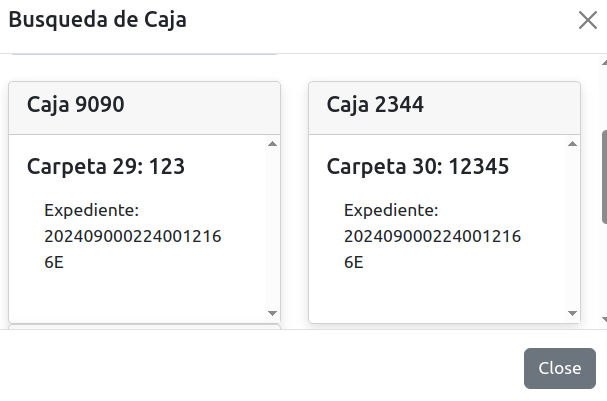 Busqueda de Caja
Caja 9090
Carpeta 29: 123
Expediente:
202409000224001216
6E
Caja 2344
Carpeta 30: 12345
Expediente:
202409000224001216
6E
Close